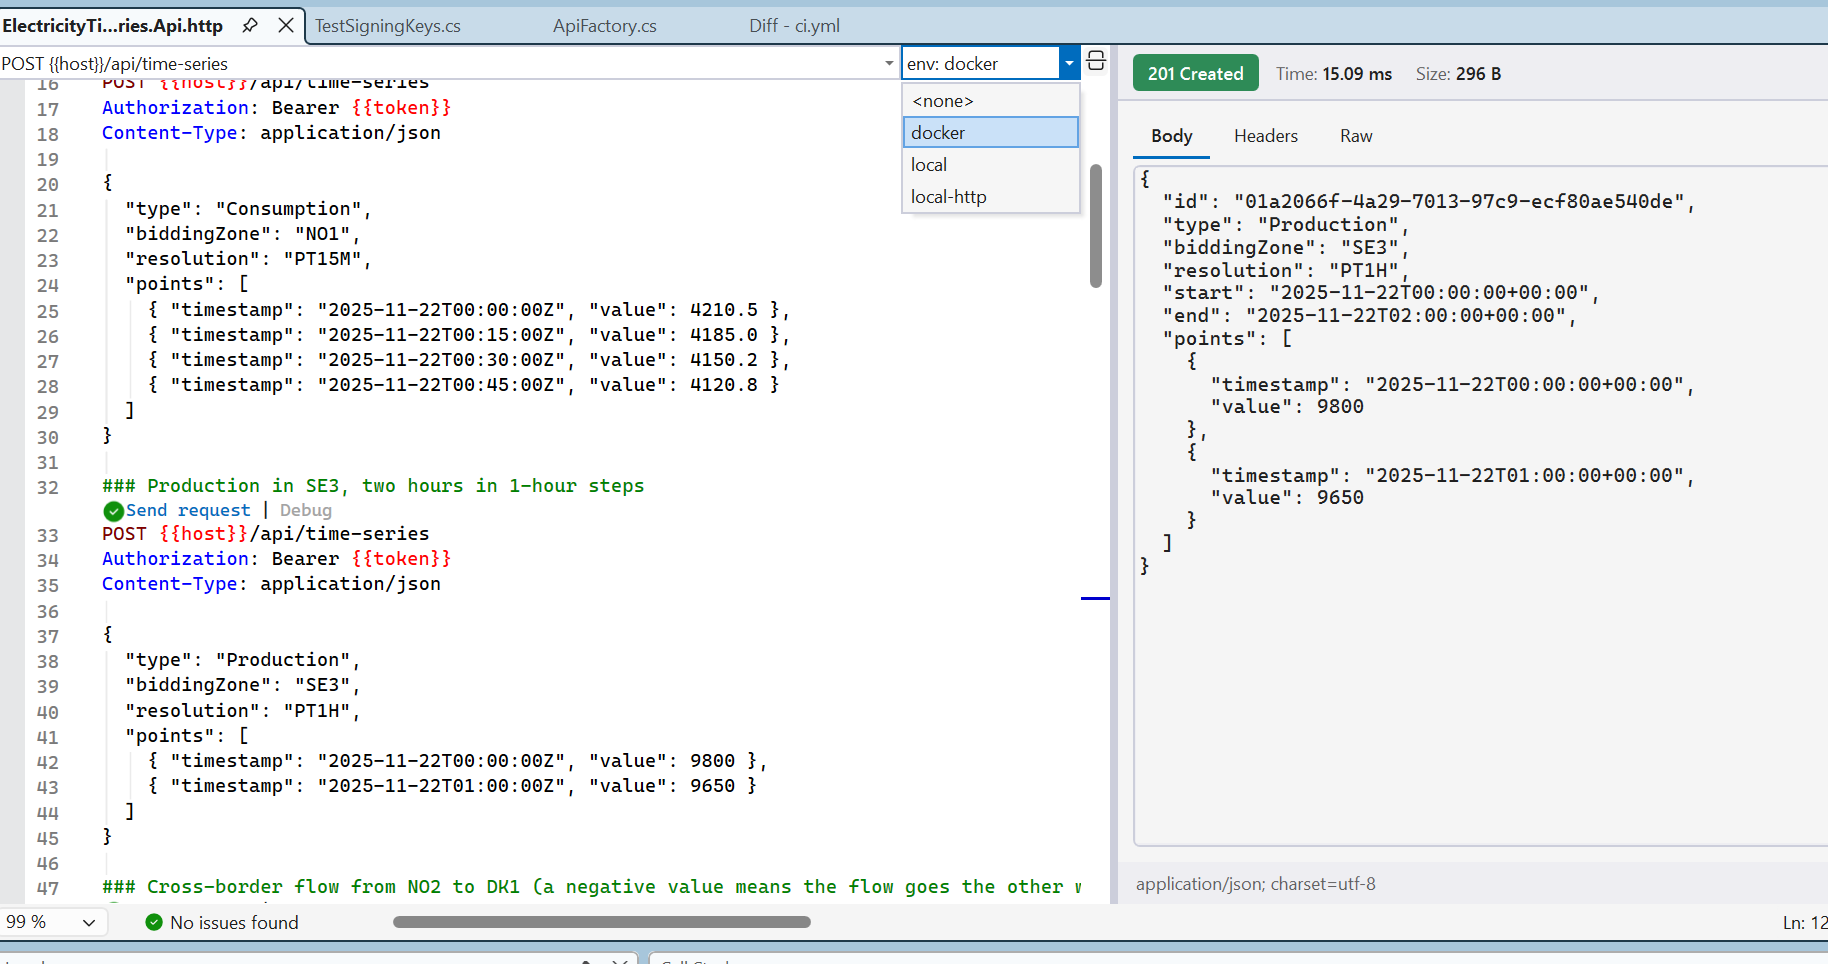 ElectricityTi...ries.Api.http
TestSigningKeys.cs
ApiFactory.cs
Diff - ci.yml
POST {{host}}/api/time-series
env: docker
<none>
docker
local
local-http
16 POST {{host}}/api/time-series
17 Authorization: Bearer {{token}}
18 Content-Type: application/json
19
20 {
21 "type": "Consumption",
22 "biddingZone": "NO1",
23 "resolution": "PT15M",
24 "points": [
25 { "timestamp": "2025-11-22T00:00:00Z", "value": 4210.5 },
26 { "timestamp": "2025-11-22T00:15:00Z", "value": 4185.0 },
27 { "timestamp": "2025-11-22T00:30:00Z", "value": 4150.2 },
28 { "timestamp": "2025-11-22T00:45:00Z", "value": 4120.8 }
29 ]
30 }
31
32 ### Production in SE3, two hours in 1-hour steps
Send request | Debug
33 POST {{host}}/api/time-series
34 Authorization: Bearer {{token}}
35 Content-Type: application/json
36
37 {
38 "type": "Production",
39 "biddingZone": "SE3",
40 "resolution": "PT1H",
41 "points": [
42 { "timestamp": "2025-11-22T00:00:00Z", "value": 9800 },
43 { "timestamp": "2025-11-22T01:00:00Z", "value": 9650 }
44 ]
45 }
46
47 ### Cross-border flow from NO2 to DK1 (a negative value means the flow goes the other
99 %
No issues found
201 Created Time: 15.09 ms Size: 296 B
Body Headers Raw
{
"id": "01a2066f-4a29-7013-97c9-ecf80ae540de",
"type": "Production",
"biddingZone": "SE3",
"resolution": "PT1H",
"start": "2025-11-22T00:00:00+00:00",
"end": "2025-11-22T02:00:00+00:00",
"points": [
{
"timestamp": "2025-11-22T00:00:00+00:00",
"value": 9800
},
{
"timestamp": "2025-11-22T01:00:00+00:00",
"value": 9650
}
]
}
application/json; charset=utf-8
Ln: 12